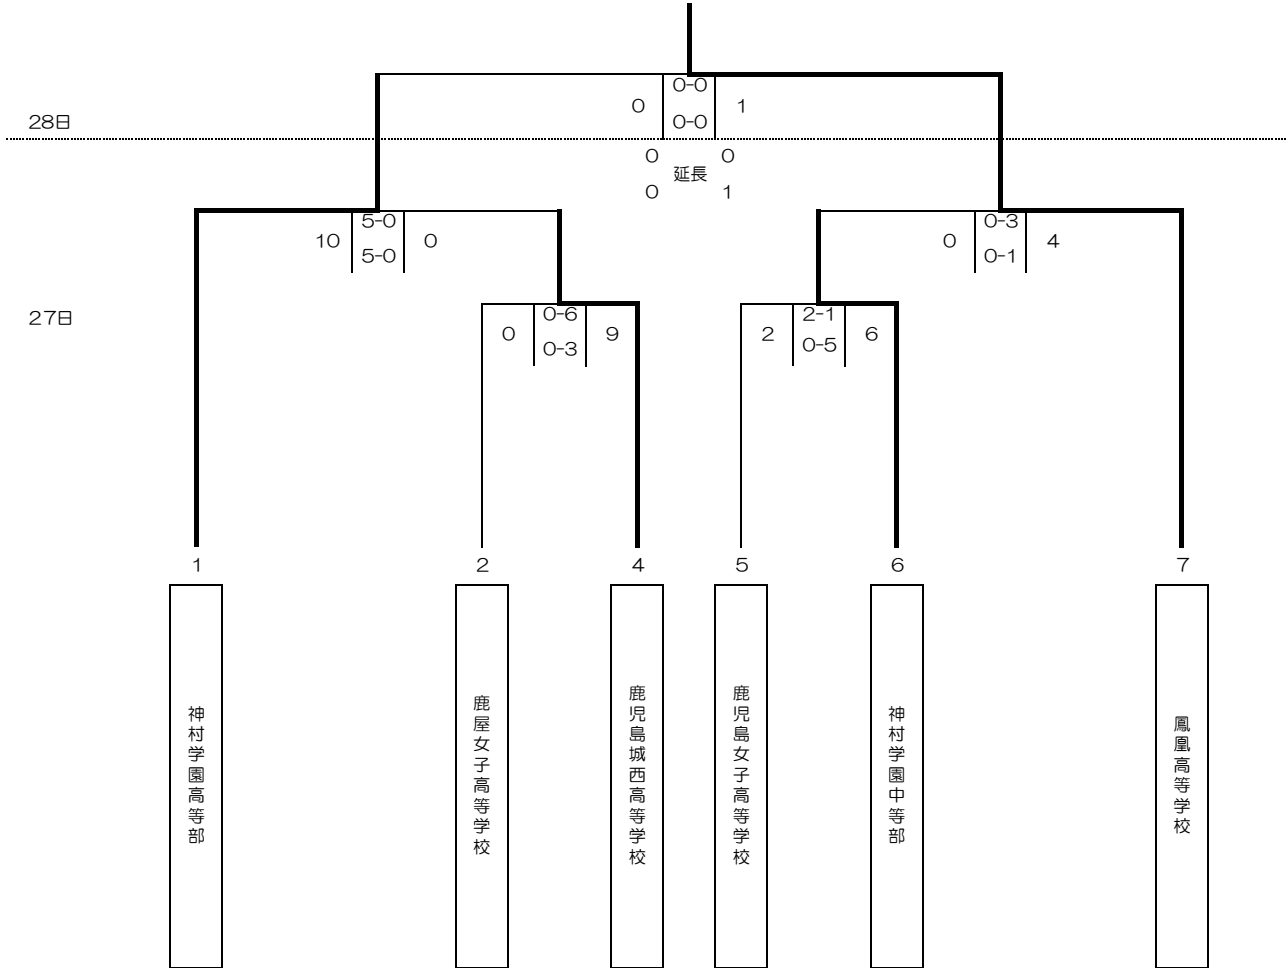 0-0
0 1
28日
0-0
0 0
延長
0 1
5-0 0-3
10 0 0 4
5-0 0-1
27日
0-6 2-1
0 9 2 6
0-3 0-5
1 2 4 5 6 7
神村学園高等部
鹿屋女子高等学校
鹿児島城西高等学校
鹿児島女子高等学校
神村学園中等部
鳳凰高等学校